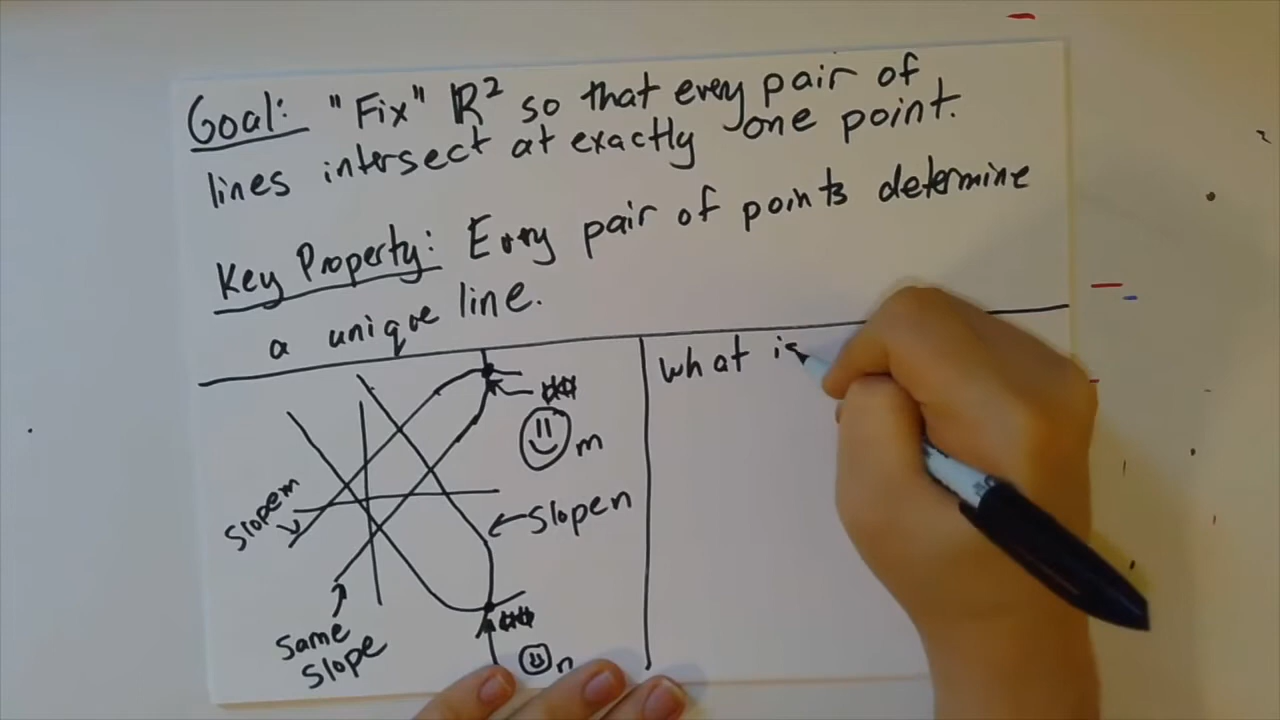 Goal: "Fix" R² so that every pair of
lines intersect at exactly one point.
Key Property: Every pair of points determine
a unique line.
m
slope m
slope n
same
slope
n
what is